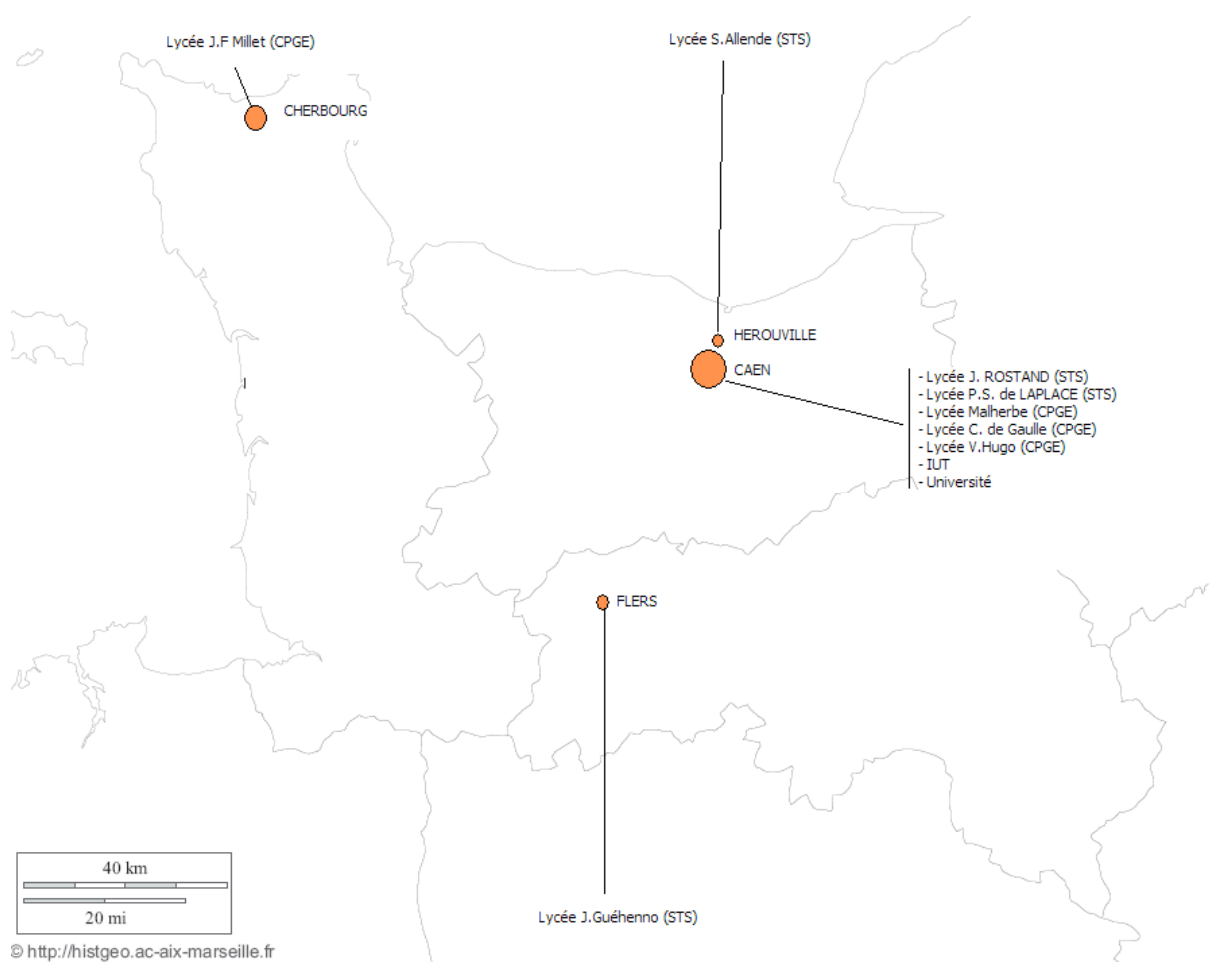 Lycée J.F Millet (CPGE)
Lycée S.Allende (STS)
CHERBOURG
HEROUVILLE
CAEN
- Lycée J. ROSTAND (STS)
- Lycée P.S. de LAPLACE (STS)
- Lycée Malherbe (CPGE)
- Lycée C. de Gaulle (CPGE)
- Lycée V.Hugo (CPGE)
- IUT
- Université
FLERS
40 km
20 mi
Lycée J.Guéhenno (STS)
© http://histgeo.ac-aix-marseille.fr